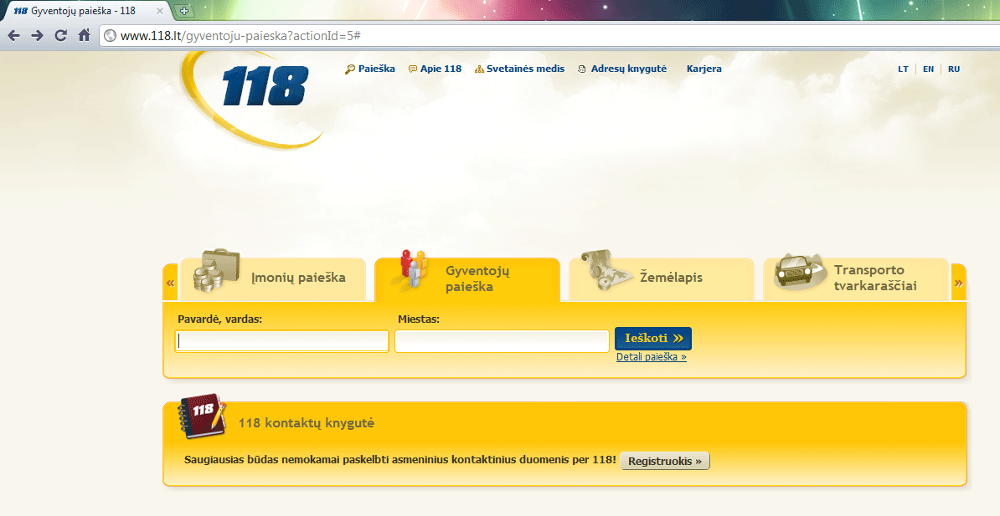 118 Gyventojų paieška - 118
www.118.lt/gyventoju-paieska?actionId=5#
118
Paieška Apie 118 Svetainės medis Adresų knygutė Karjera
LT EN RU
« Įmonių paieška
Gyventojų
paieška
Žemėlapis
Transporto
tvarkaraščiai
»
Pavardė, vardas: Miestas:
Ieškoti »
Detali paieška »
118
118 kontaktų knygutė
Saugiausias būdas nemokamai paskelbti asmeninius kontaktinius duomenis per 118! Registruokis »